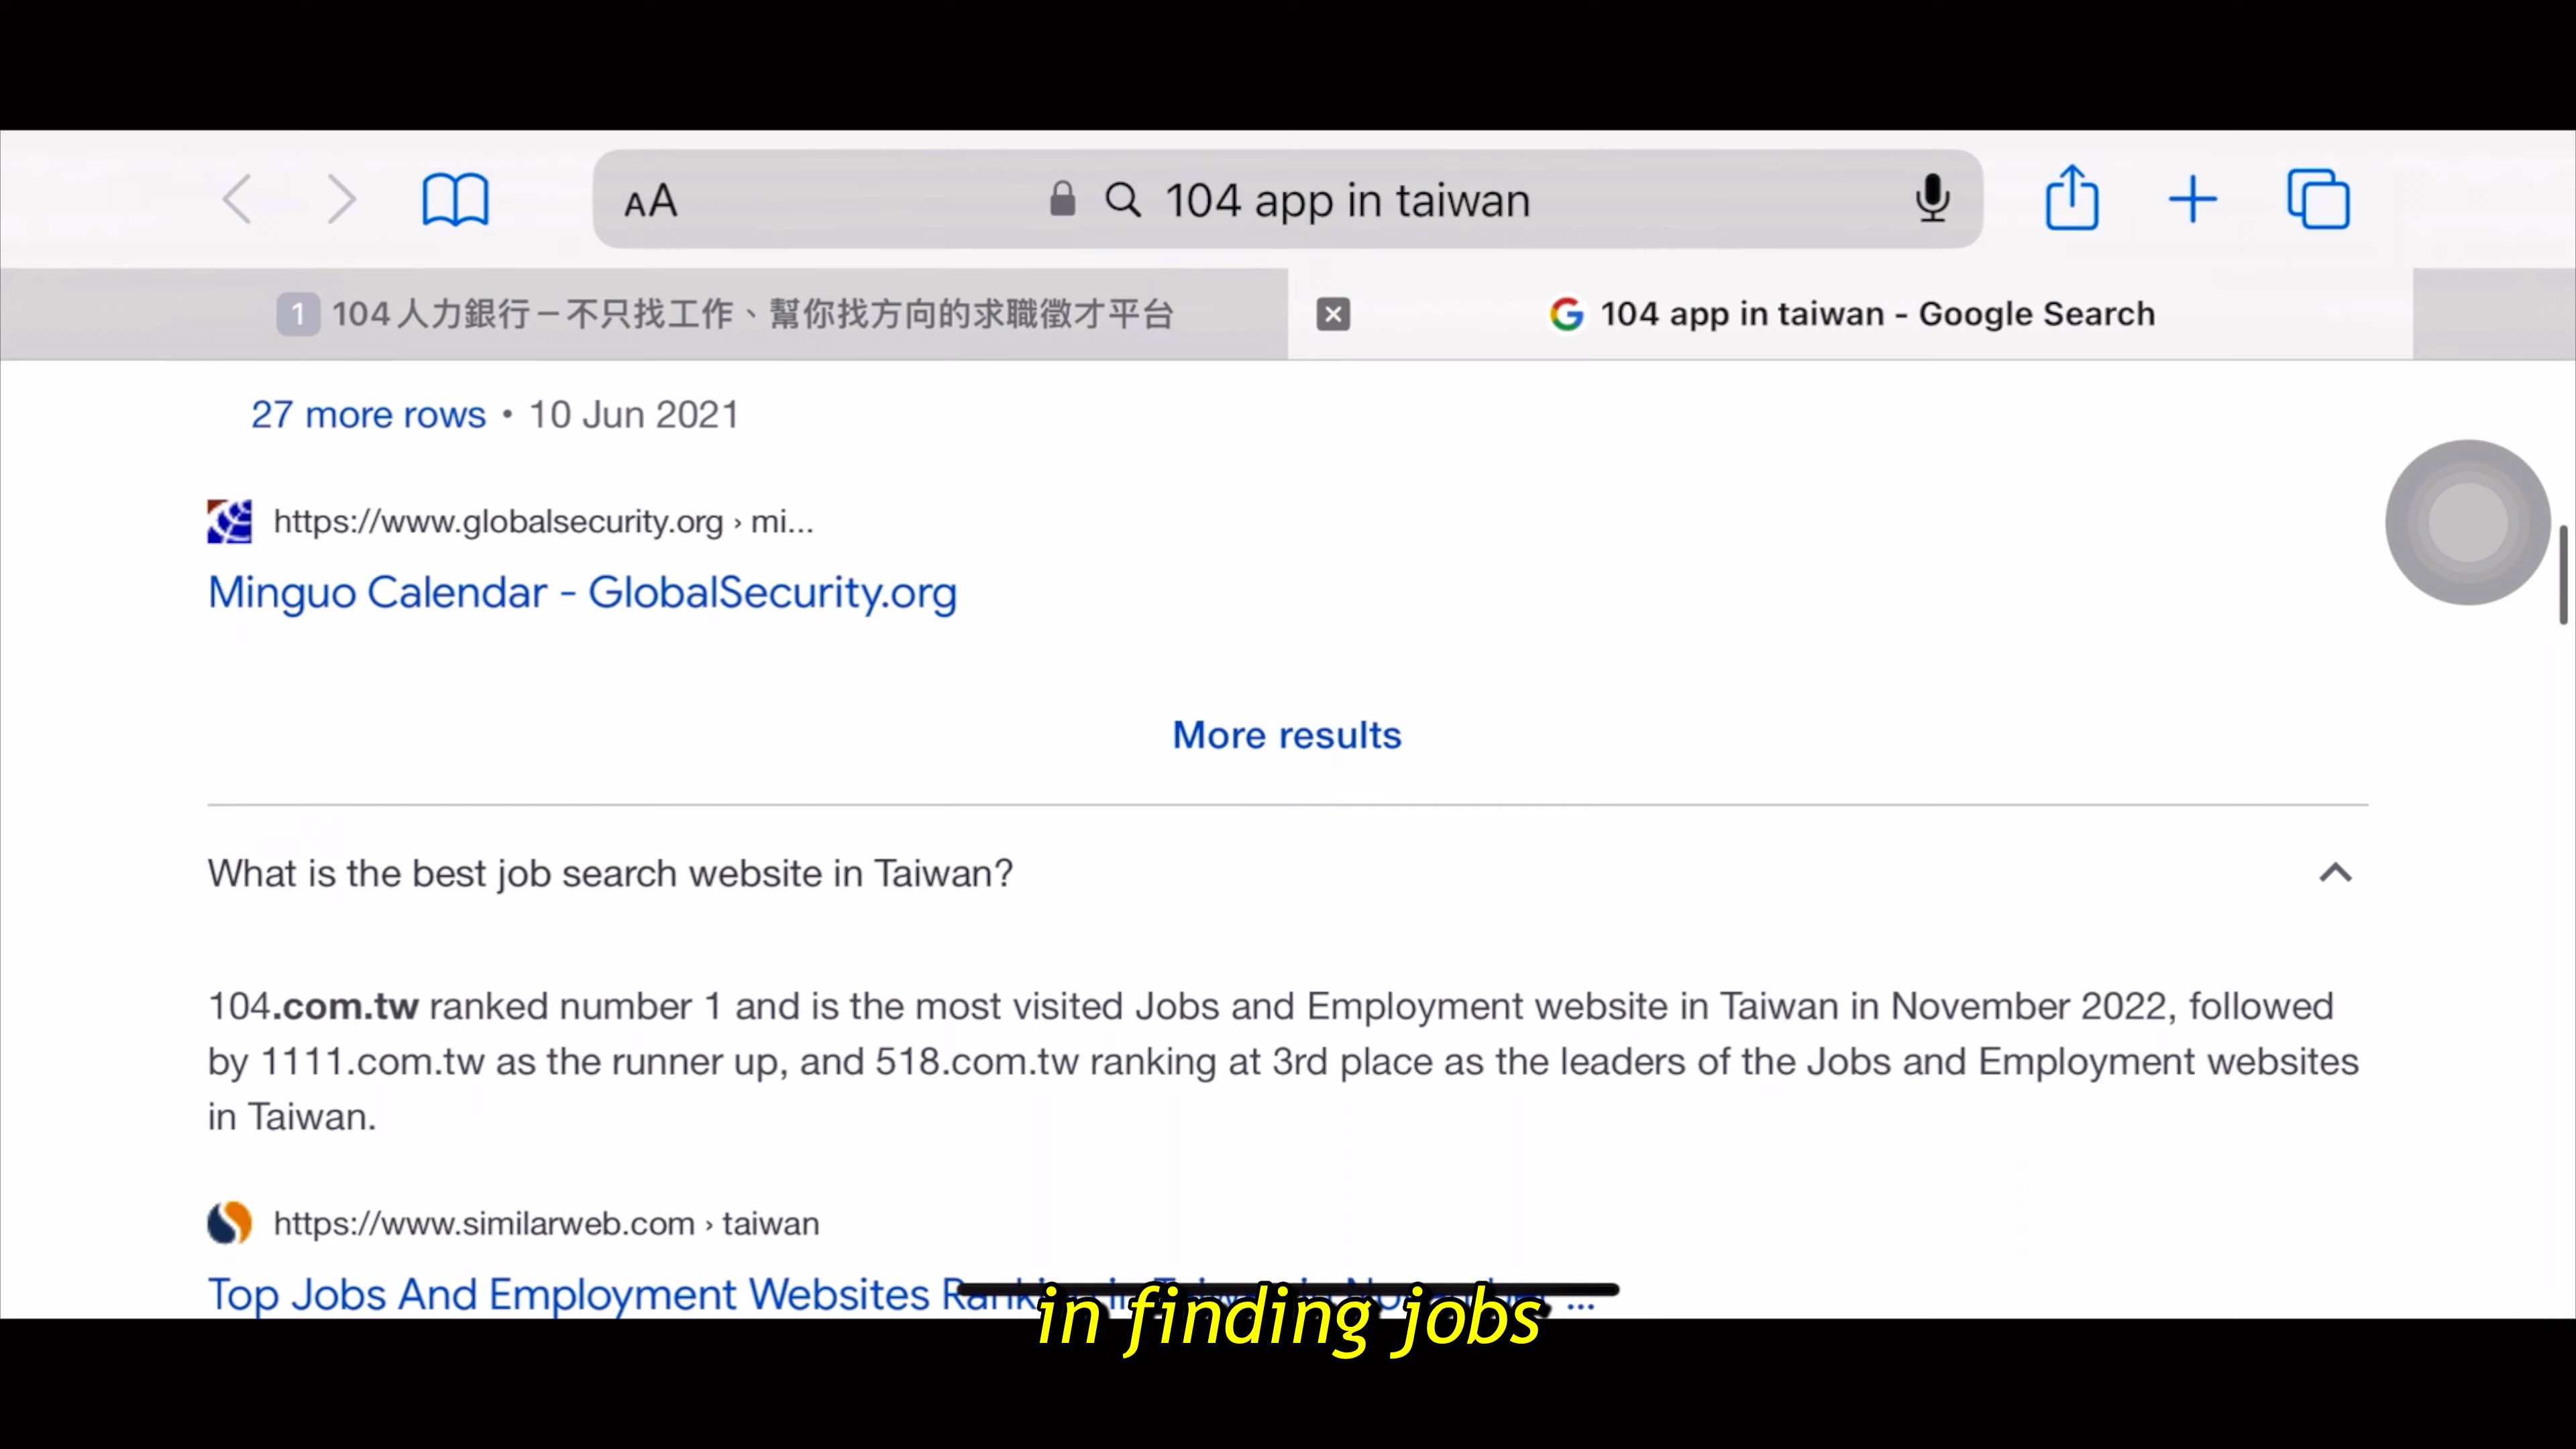 AA 104 app in taiwan
1 104人力銀行－不只找工作、幫你找方向的求職徵才平台
104 app in taiwan - Google Search
27 more rows • 10 Jun 2021
https://www.globalsecurity.org › mi...
Minguo Calendar - GlobalSecurity.org
More results
What is the best job search website in Taiwan?
104.com.tw ranked number 1 and is the most visited Jobs and Employment website in Taiwan in November 2022, followed
by 1111.com.tw as the runner up, and 518.com.tw ranking at 3rd place as the leaders of the Jobs and Employment websites
in Taiwan.
https://www.similarweb.com › taiwan
Top Jobs And Employment Websites ...
in finding jobs